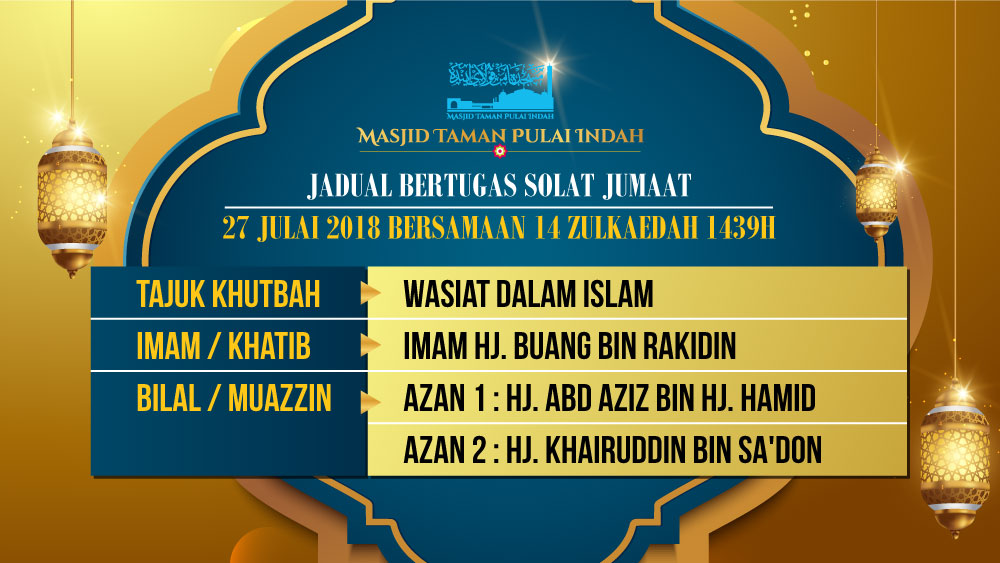 MASJID TAMAN PULAI INDAH
MASJID TAMAN PULAI INDAH
JADUAL BERTUGAS SOLAT JUMAAT
27 JULAI 2018 BERSAMAAN 14 ZULKAEDAH 1439H
TAJUK KHUTBAH WASIAT DALAM ISLAM
IMAM / KHATIB IMAM HJ. BUANG BIN RAKIDIN
BILAL / MUAZZIN AZAN 1 : HJ. ABD AZIZ BIN HJ. HAMID
AZAN 2 : HJ. KHAIRUDDIN BIN SA'DON